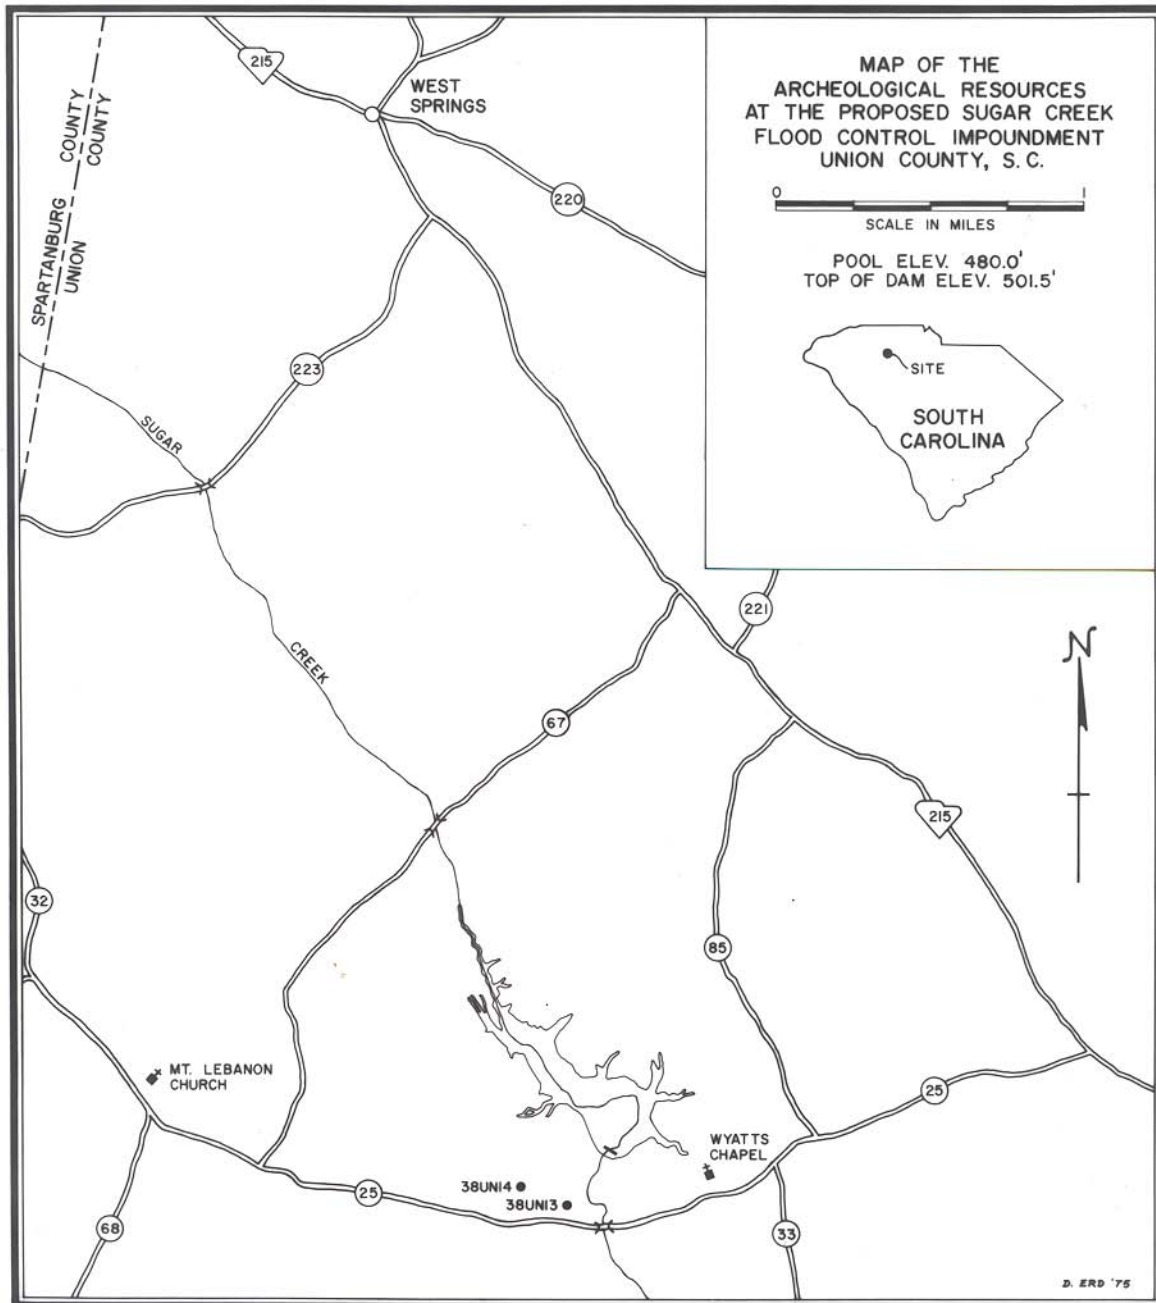 MAP OF THE
ARCHEOLOGICAL RESOURCES
AT THE PROPOSED SUGAR CREEK
FLOOD CONTROL IMPOUNDMENT
UNION COUNTY, S. C.
0 1
SCALE IN MILES
POOL ELEV. 480.0'
TOP OF DAM ELEV. 501.5'
SITE
SOUTH
CAROLINA
215
WEST
SPRINGS
SPARTANBURG COUNTY
UNION COUNTY
220
223
SUGAR
CREEK
221
N
67
215
32
85
MT. LEBANON
CHURCH
25
WYATTS
CHAPEL
38UN14
38UN13
25
68
33
D. ERD '75